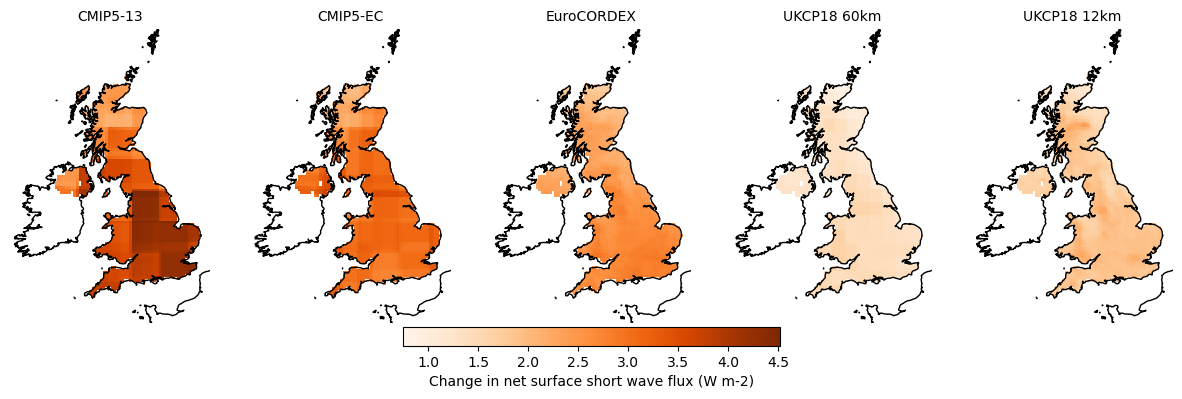 CMIP5-13 CMIP5-EC EuroCORDEX UKCP18 60km UKCP18 12km
1.0 1.5 2.0 2.5 3.0 3.5 4.0 4.5
Change in net surface short wave flux (W m-2)